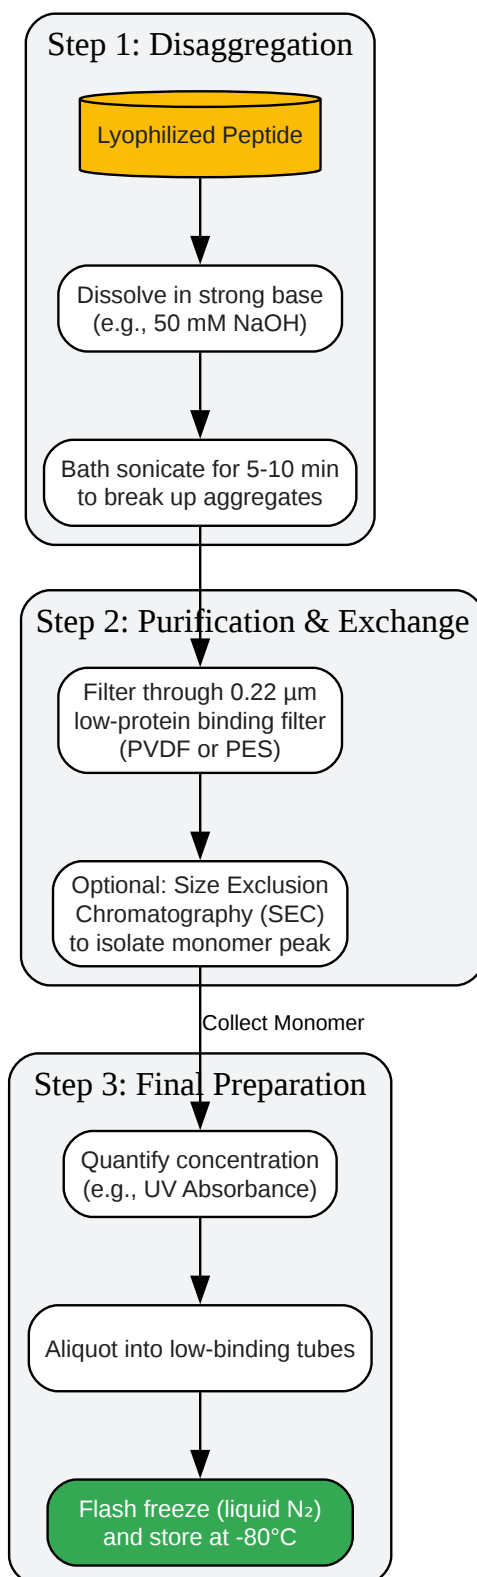 Step 1: Disaggregation
Lyophilized Peptide
Dissolve in strong base
(e.g., 50 mM NaOH)
Bath sonicate for 5-10 min
to break up aggregates
Step 2: Purification & Exchange
Filter through 0.22 µm
low-protein binding filter
(PVDF or PES)
Optional: Size Exclusion
Chromatography (SEC)
to isolate monomer peak
Collect Monomer
Step 3: Final Preparation
Quantify concentration
(e.g., UV Absorbance)
Aliquot into low-binding tubes
Flash freeze (liquid N₂)
and store at -80°C